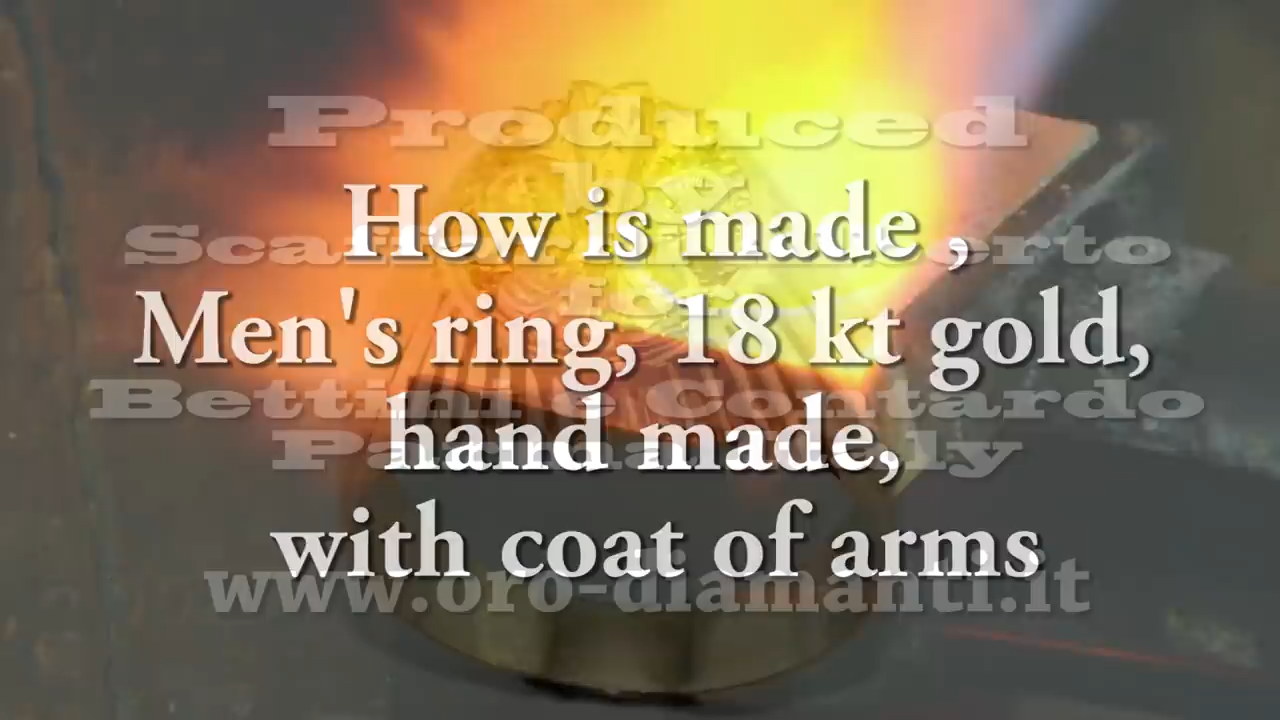 Produced
by
How is made ,
for
Men's ring, 18 kt gold,
Bettini e Contardo
hand made,
with coat of arms
www.oro-diamanti.it